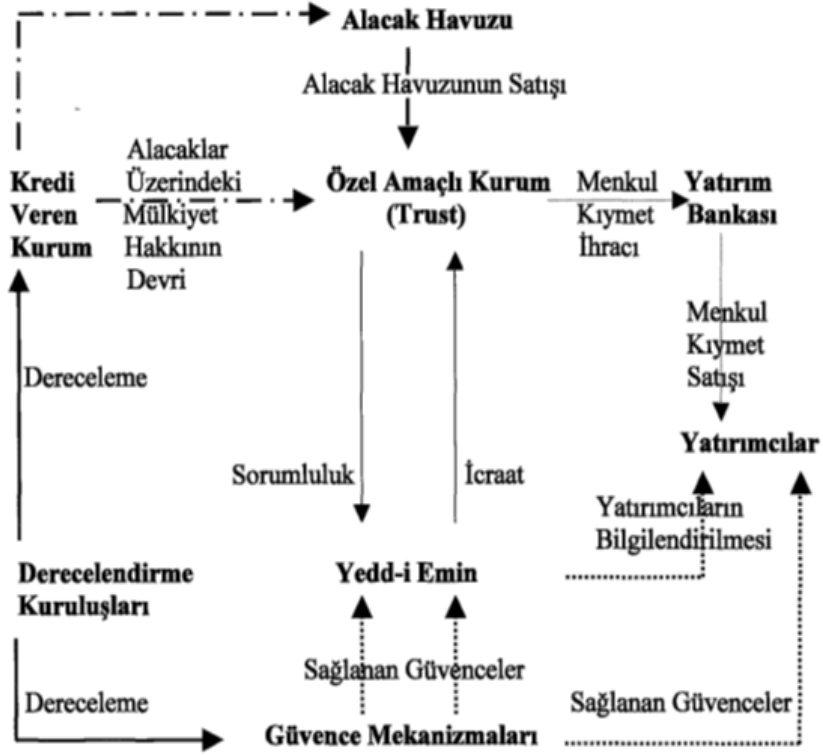 Alacak Havuzu
Alacak Havuzunun Satışı
Alacaklar
Üzerindeki
Mülkiyet
Hakkının
Devri
Kredi
Veren
Kurum
Özel Amaçlı Kurum
(Trust)
Menkul
Kıymet
İhracı
Yatırım
Bankası
Menkul
Kıymet
Satışı
Dereceleme
Yatırımcılar
Sorumluluk
İcraat
Yatırımcıların
Bilgilendirilmesi
Derecelendirme
Kuruluşları
Yedd-i Emin
Sağlanan Güvenceler
Dereceleme
Sağlanan Güvenceler
Güvence Mekanizmaları